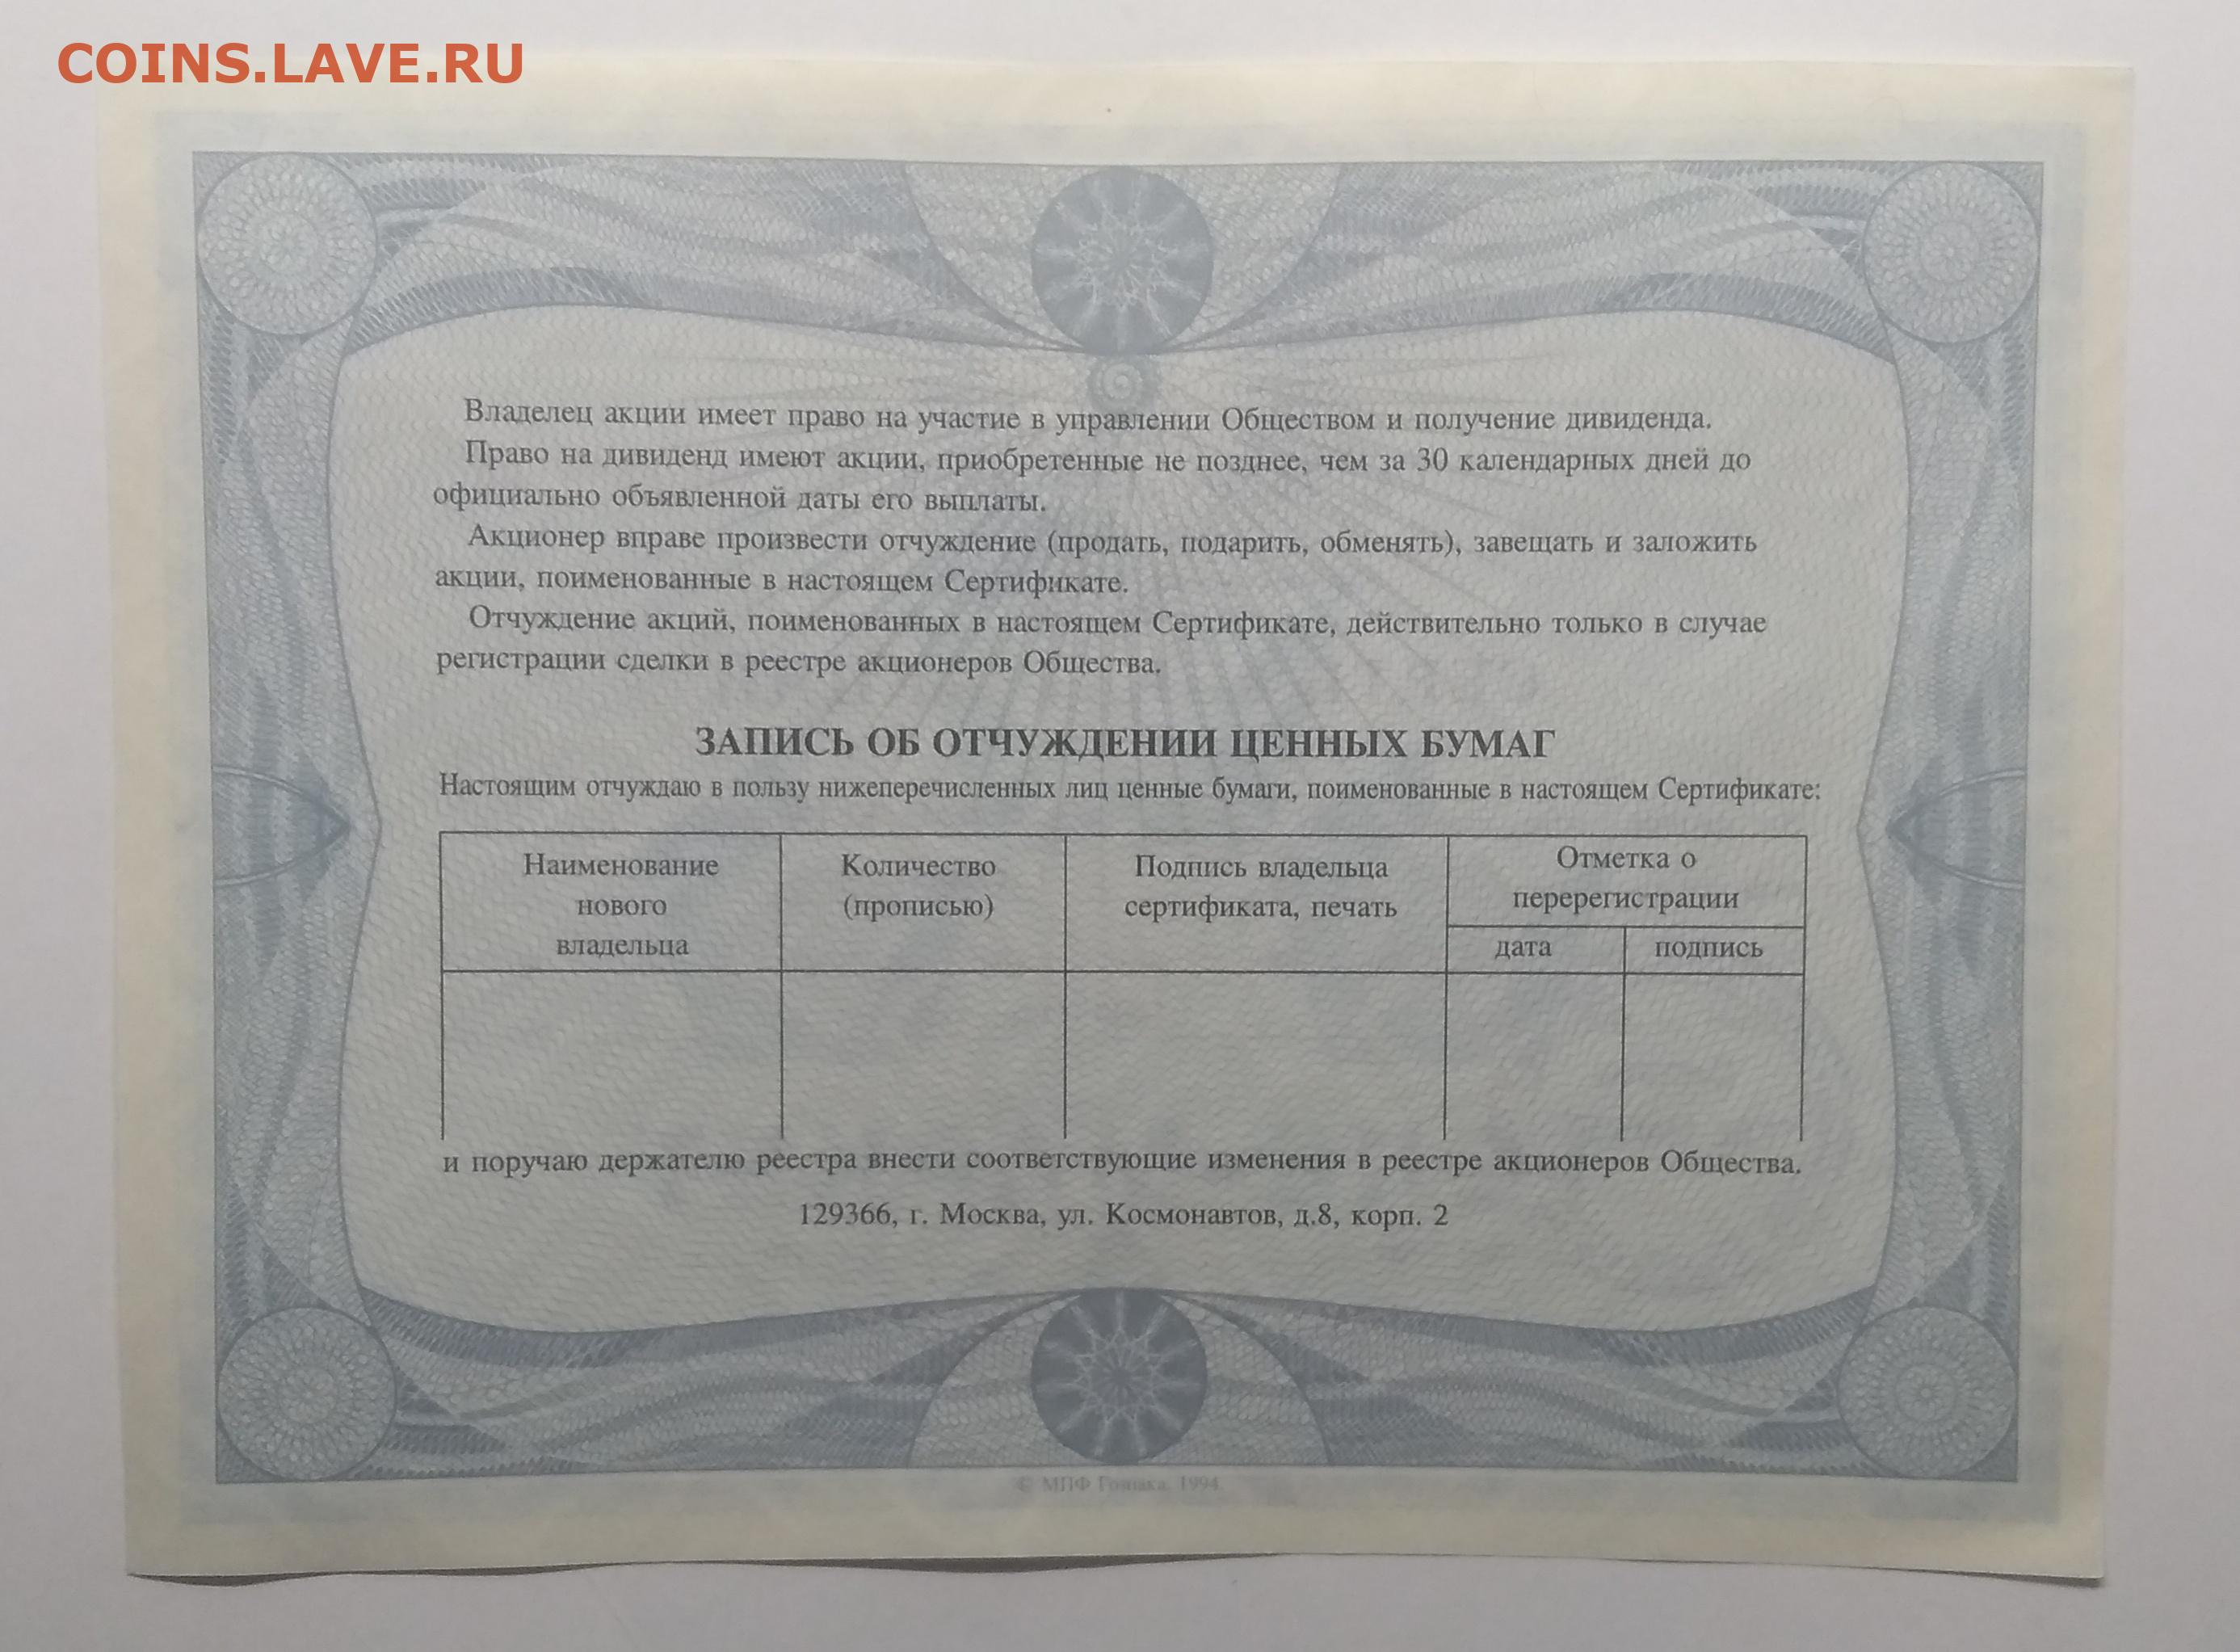 COINS.LAVE.RU
Владелец акции имеет право на участие в управлении Обществом и получение дивиденда.
Право на дивиденд имеют акции, приобретенные не позднее, чем за 30 календарных дней до
официально объявленной даты его выплаты.
Акционер вправе произвести отчуждение (продать, подарить, обменять), завещать и заложить
акции, поименованные в настоящем Сертификате.
Отчуждение акций, поименованных в настоящем Сертификате, действительно только в случае
регистрации сделки в реестре акционеров Общества.
ЗАПИСЬ ОБ ОТЧУЖДЕНИИ ЦЕННЫХ БУМАГ
Настоящим отчуждаю в пользу нижеперечисленных лиц ценные бумаги, поименованные в настоящем Сертификате:
Наименование
нового
владельца
Количество
(прописью)
Подпись владельца
сертификата, печать
Отметка о
перерегистрации
дата
подпись
и поручаю держателю реестра внести соответствующие изменения в реестре акционеров Общества.
129366, г. Москва, ул. Космонавтов, д.8, корп. 2
© МПФ Гознака. 1994